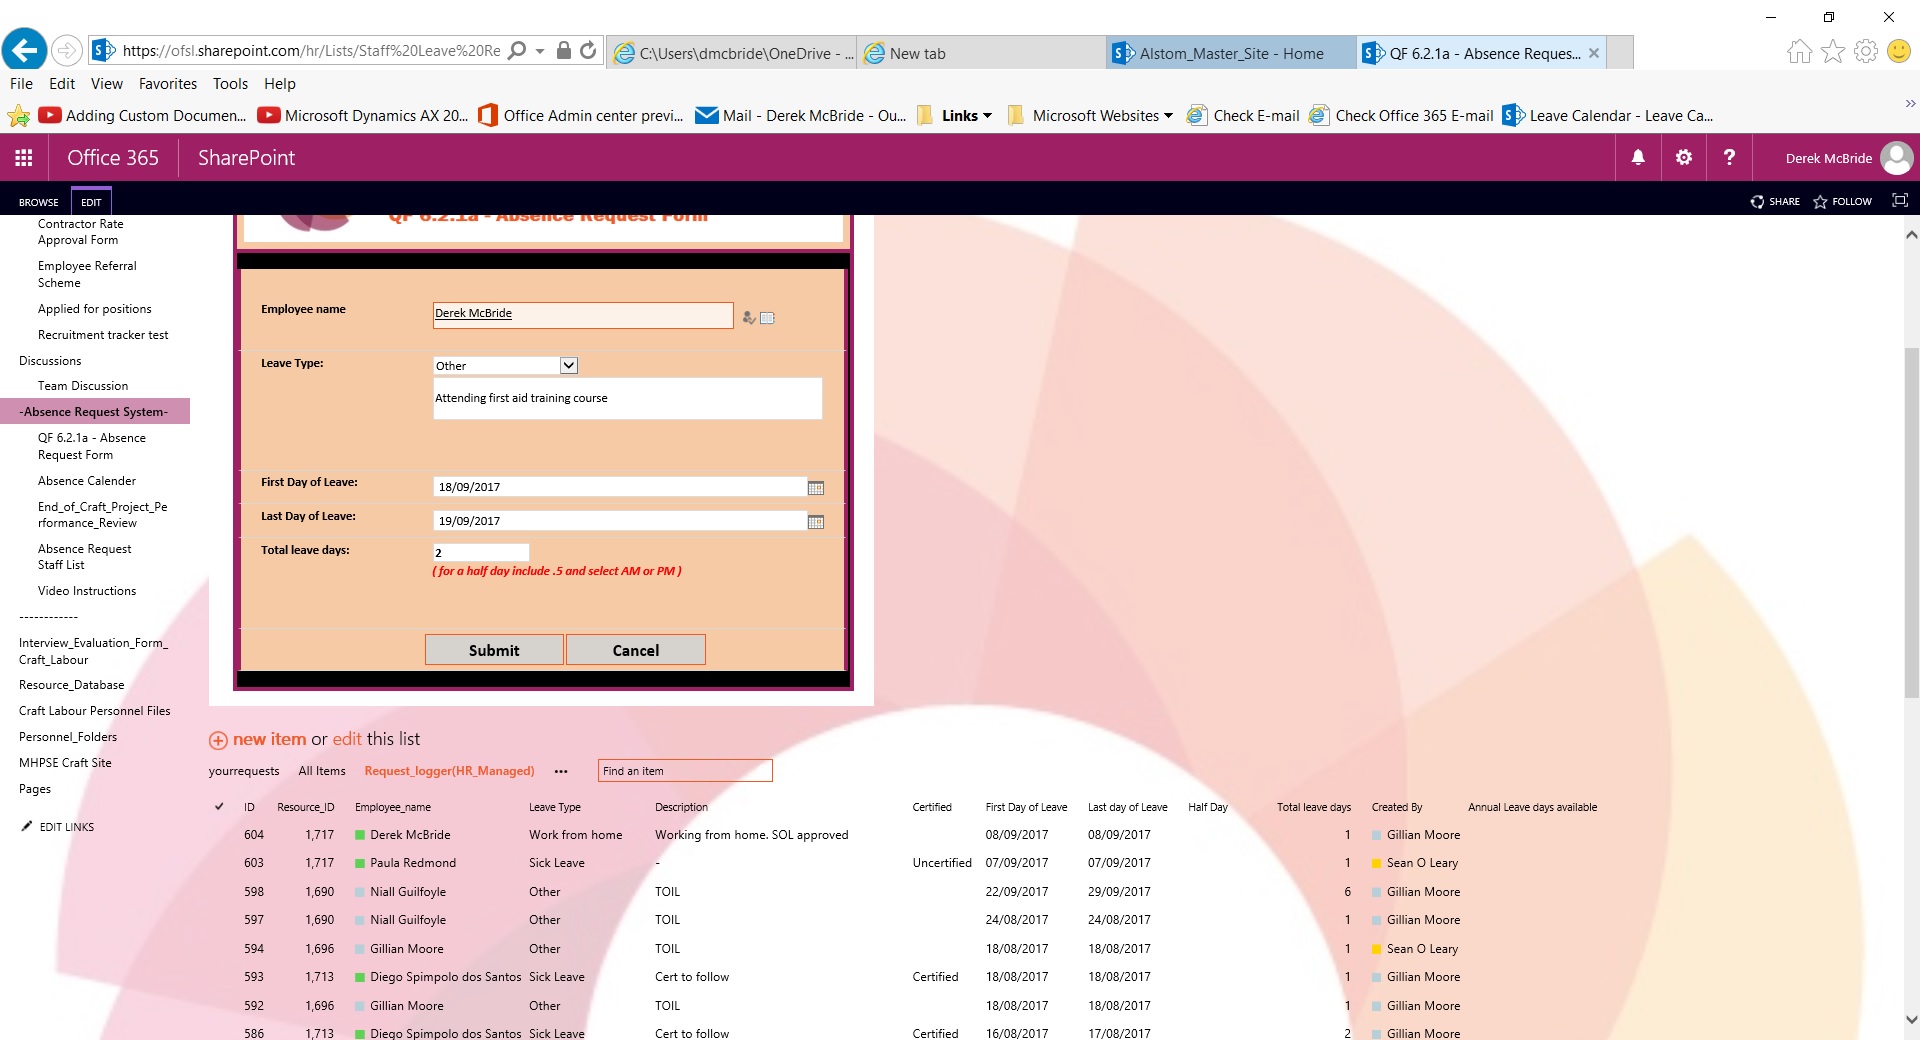 https://ofsl.sharepoint.com/hr/Lists/Staff%20Leave%20Re
C:\Users\dmcbride\OneDrive - ...
New tab
Alstom_Master_Site - Home
QF 6.2.1a - Absence Reques...
File Edit View Favorites Tools Help
Adding Custom Documen... Microsoft Dynamics AX 20... Office Admin center previ... Mail - Derek McBride - Ou... Links Microsoft Websites Check E-mail Check Office 365 E-mail Leave Calendar - Leave Ca...
Office 365 SharePoint ? Derek McBride
BROWSE EDIT SHARE FOLLOW
Contractor Rate
Approval Form
Employee Referral
Scheme
Applied for positions
Recruitment tracker test
Discussions
Team Discussion
-Absence Request System-
QF 6.2.1a - Absence
Request Form
Absence Calender
End_of_Craft_Project_Pe
rformance_Review
Absence Request
Staff List
Video Instructions
------------
Interview_Evaluation_Form_
Craft_Labour
Resource_Database
Craft Labour Personnel Files
Personnel_Folders
MHPSE Craft Site
Pages
EDIT LINKS
QF 6.2.1a - Absence Request Form
Employee name Derek McBride
Leave Type: Other
Attending first aid training course
First Day of Leave: 18/09/2017
Last Day of Leave: 19/09/2017
Total leave days: 2
( for a half day include .5 and select AM or PM )
Submit Cancel
new item or edit this list
yourrequests All Items Request_logger(HR_Managed) ... Find an item
ID Resource_ID Employee_name Leave Type Description Certified First Day of Leave Last day of Leave Half Day Total leave days Created By Annual Leave days available
604 1,717 Derek McBride Work from home Working from home. SOL approved 08/09/2017 08/09/2017 1 Gillian Moore
603 1,717 Paula Redmond Sick Leave - Uncertified 07/09/2017 07/09/2017 1 Sean O Leary
598 1,690 Niall Guilfoyle Other TOIL 22/09/2017 29/09/2017 6 Gillian Moore
597 1,690 Niall Guilfoyle Other TOIL 24/08/2017 24/08/2017 1 Gillian Moore
594 1,696 Gillian Moore Other TOIL 18/08/2017 18/08/2017 1 Sean O Leary
593 1,713 Diego Spimpolo dos Santos Sick Leave Cert to follow Certified 18/08/2017 18/08/2017 1 Gillian Moore
592 1,696 Gillian Moore Other TOIL 18/08/2017 18/08/2017 1 Gillian Moore
586 1,713 Diego Spimpolo dos Santos Sick Leave Cert to follow Certified 16/08/2017 17/08/2017 2 Gillian Moore